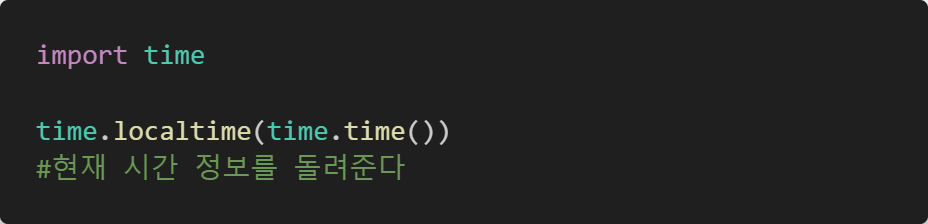 import time
time.localtime(time.time())
#현재 시간 정보를 돌려준다